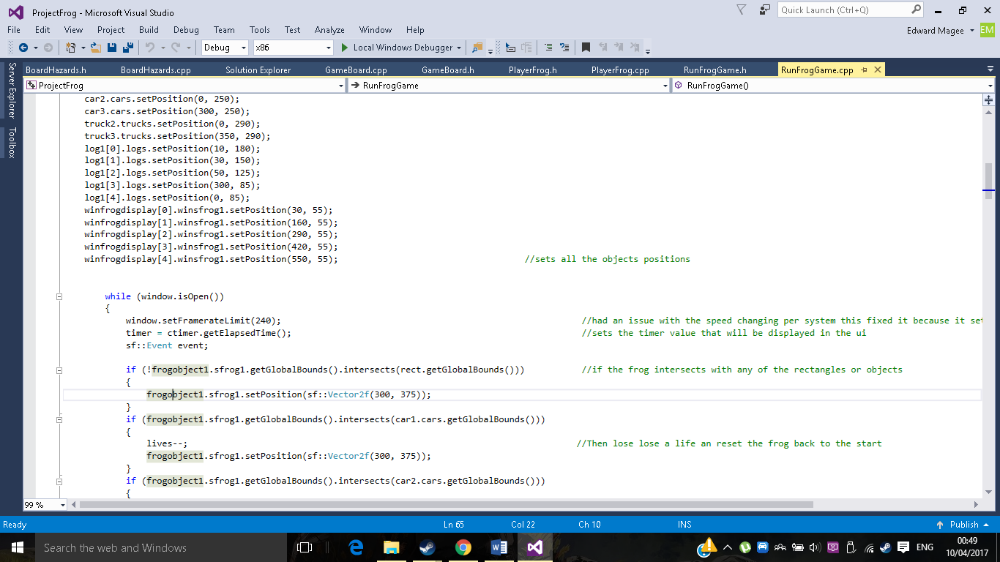 ProjectFrog - Microsoft Visual Studio
Quick Launch (Ctrl+Q)
File Edit View Project Build Debug Team Tools Test Analyze Window Help
Edward Magee EM
Debug x86 Local Windows Debugger
Server Explorer
Toolbox
BoardHazards.h BoardHazards.cpp Solution Explorer GameBoard.cpp GameBoard.h PlayerFrog.h PlayerFrog.cpp RunFrogGame.h RunFrogGame.cpp
ProjectFrog RunFrogGame RunFrogGame()
car2.cars.setPosition(0, 250);
car3.cars.setPosition(300, 250);
truck2.trucks.setPosition(0, 290);
truck3.trucks.setPosition(350, 290);
log1[0].logs.setPosition(10, 180);
log1[1].logs.setPosition(30, 150);
log1[2].logs.setPosition(50, 125);
log1[3].logs.setPosition(300, 85);
log1[4].logs.setPosition(0, 85);
winfrogdisplay[0].winsfrog1.setPosition(30, 55);
winfrogdisplay[1].winsfrog1.setPosition(160, 55);
winfrogdisplay[2].winsfrog1.setPosition(290, 55);
winfrogdisplay[3].winsfrog1.setPosition(420, 55);
winfrogdisplay[4].winsfrog1.setPosition(550, 55); //sets all the objects positions
while (window.isOpen())
{
window.setFramerateLimit(240); //had an issue with the speed changing per system this fixed it because it set
timer = ctimer.getElapsedTime(); //sets the timer value that will be displayed in the ui
sf::Event event;
if (!frogobject1.sfrog1.getGlobalBounds().intersects(rect.getGlobalBounds())) //if the frog intersects with any of the rectangles or objects
{
frogobject1.sfrog1.setPosition(sf::Vector2f(300, 375));
}
if (frogobject1.sfrog1.getGlobalBounds().intersects(car1.cars.getGlobalBounds()))
{
lives--; //Then lose lose a life an reset the frog back to the start
frogobject1.sfrog1.setPosition(sf::Vector2f(300, 375));
}
if (frogobject1.sfrog1.getGlobalBounds().intersects(car2.cars.getGlobalBounds()))
{
99 %
Ready Ln 65 Col 22 Ch 10 INS Publish
Search the web and Windows
ENG
00:49
10/04/2017